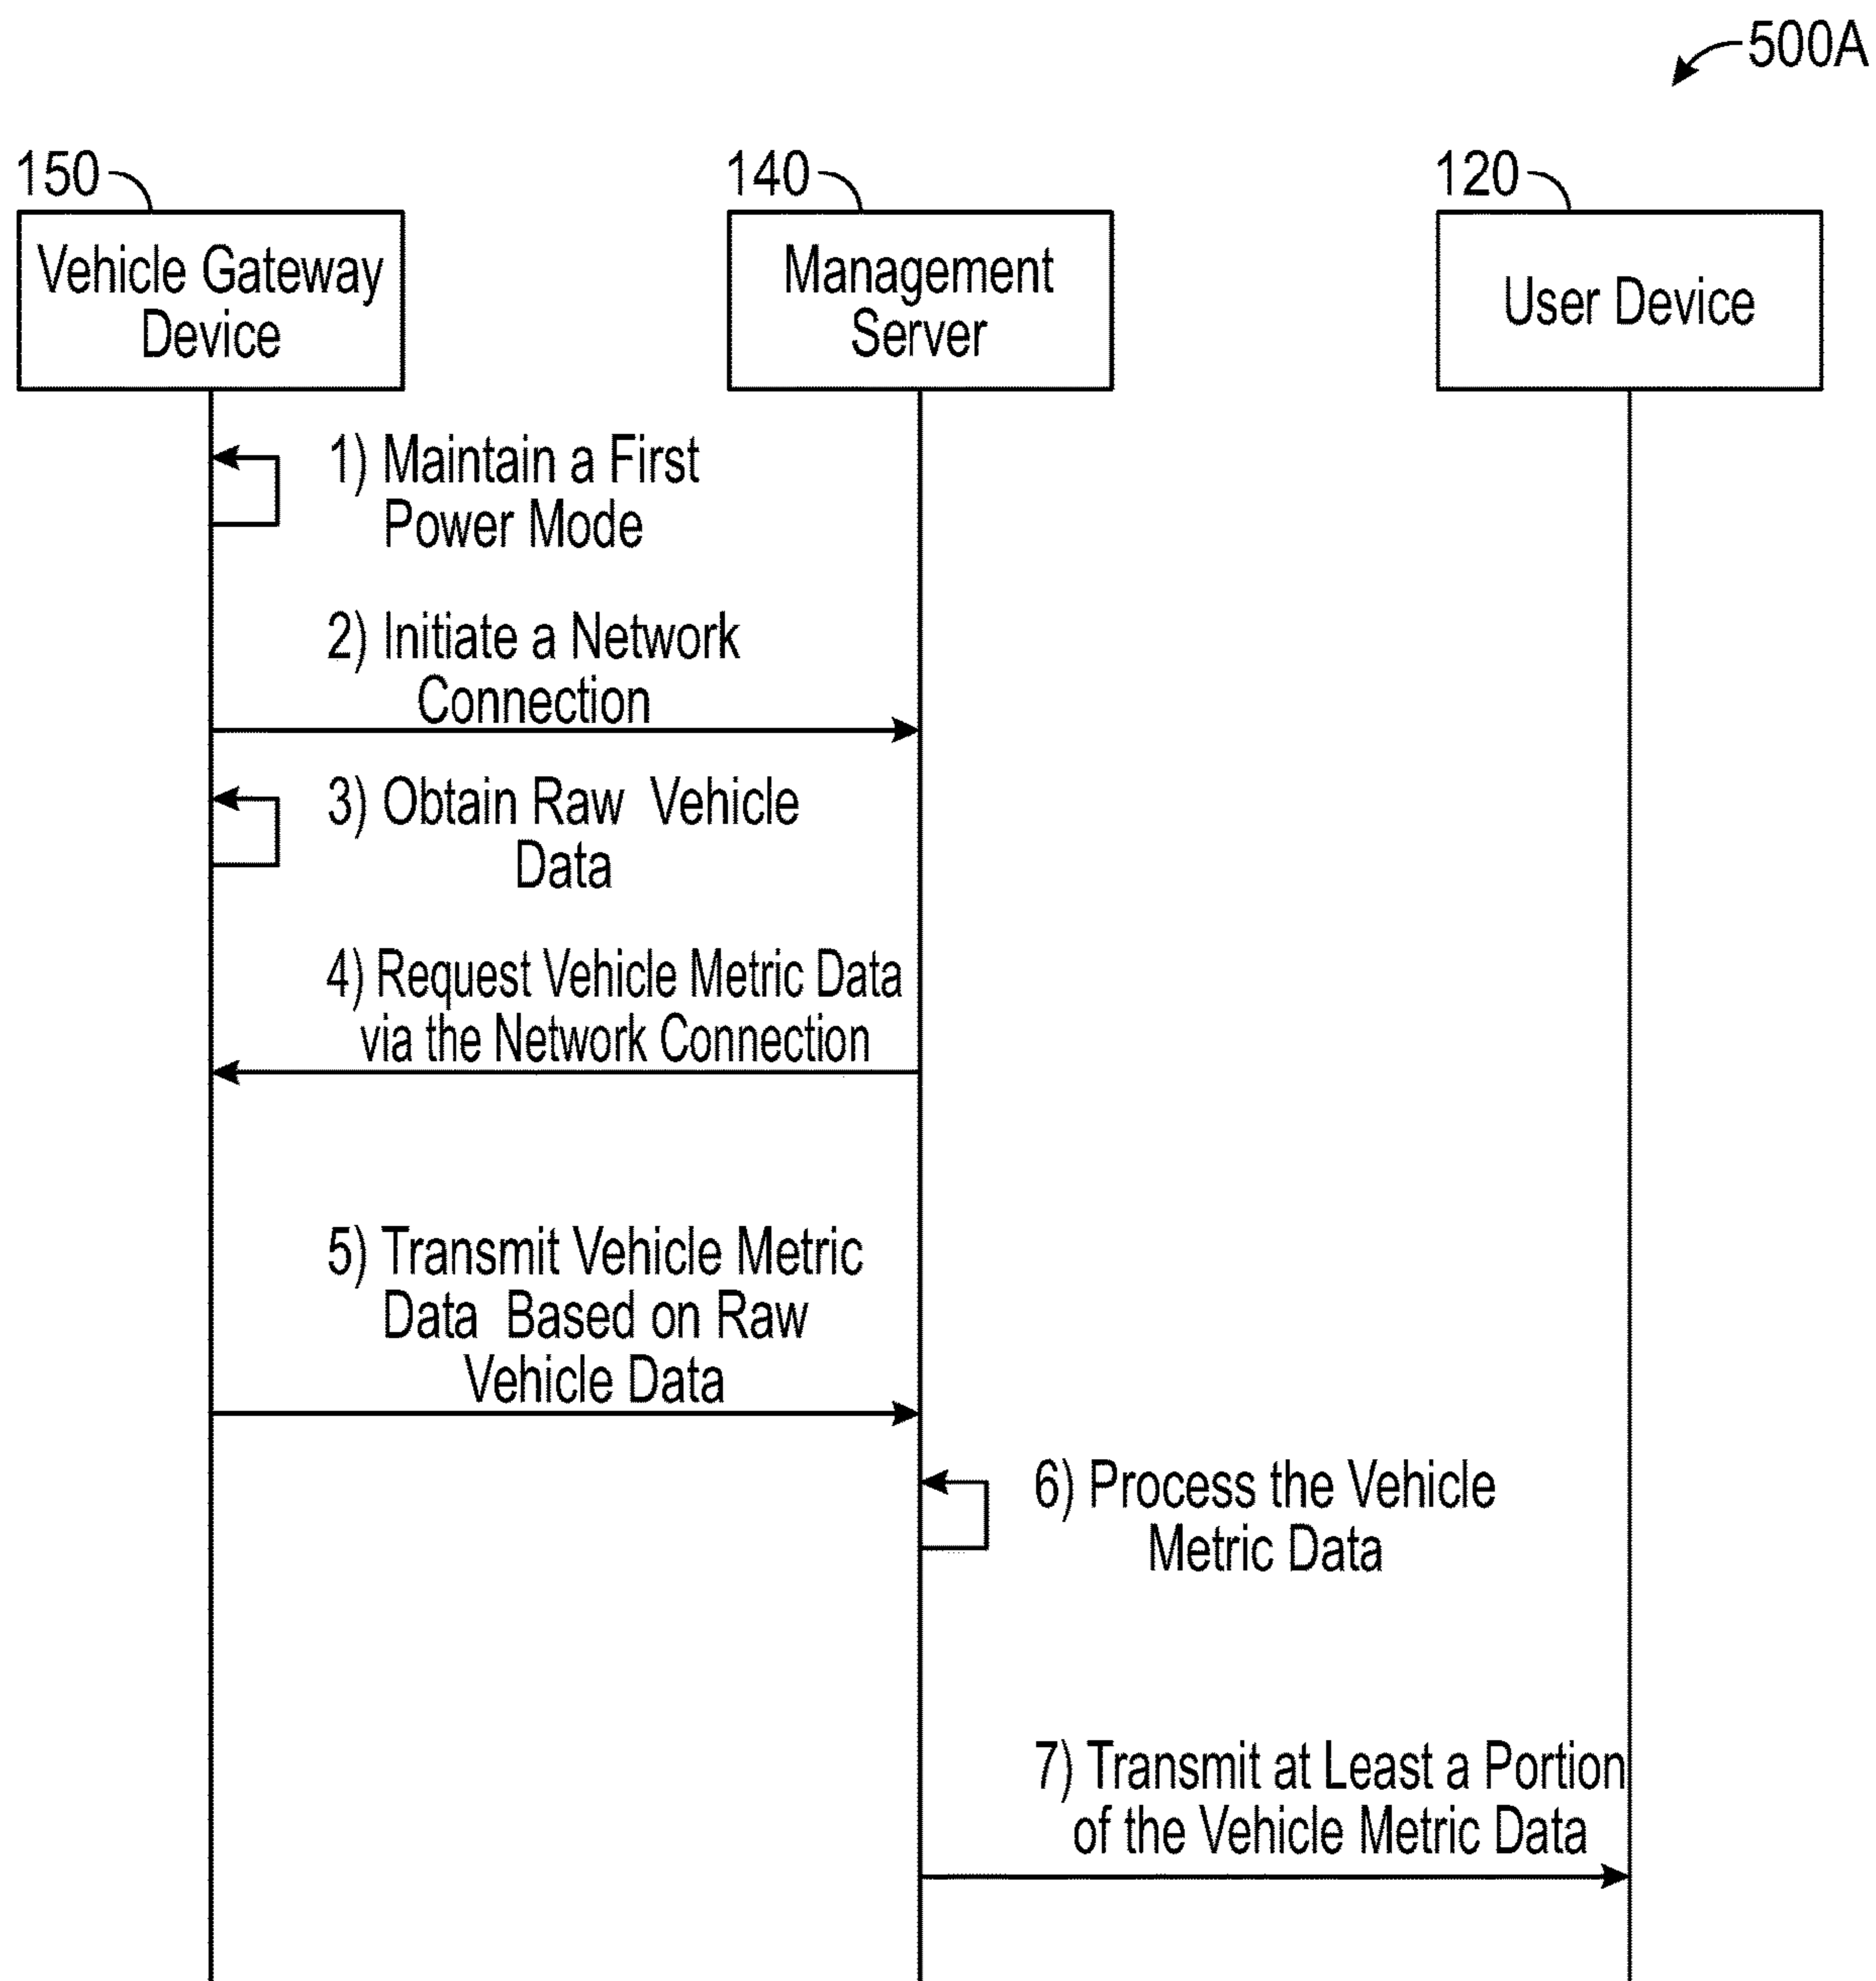 500A
150
140
120
Vehicle Gateway
Device
Management
Server
User Device
1) Maintain a First
Power Mode
2) Initiate a Network
Connection
3) Obtain Raw Vehicle
Data
4) Request Vehicle Metric Data
via the Network Connection
5) Transmit Vehicle Metric
Data Based on Raw
Vehicle Data
6) Process the Vehicle
Metric Data
7) Transmit at Least a Portion
of the Vehicle Metric Data